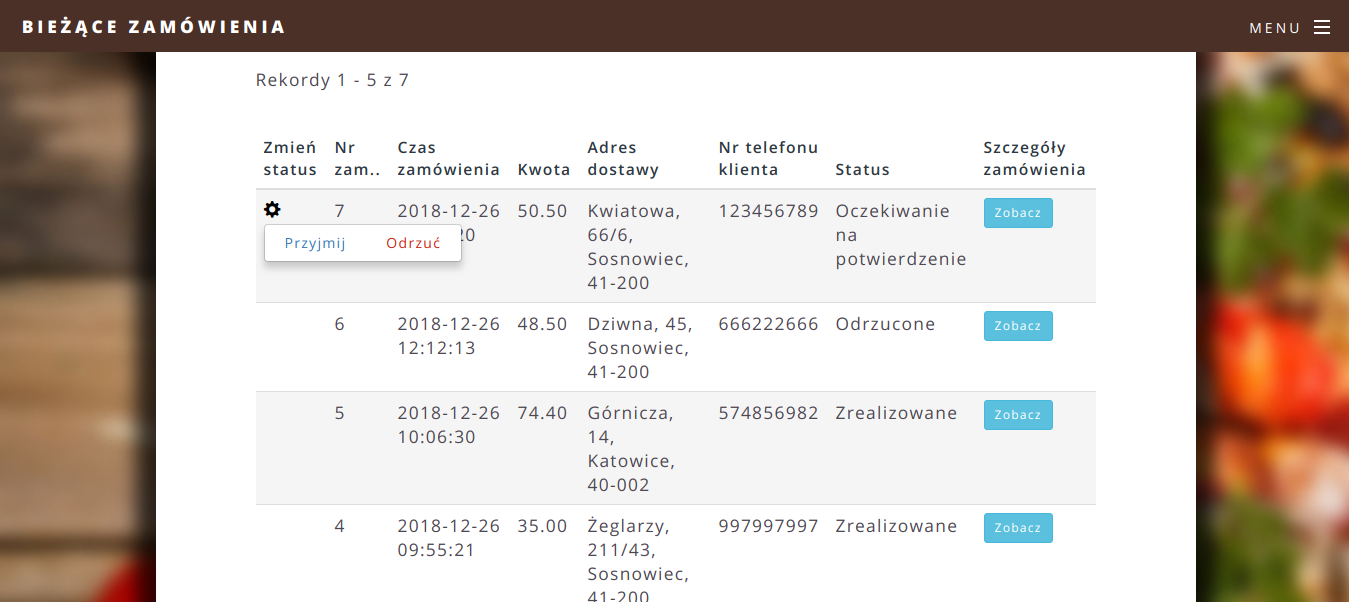 BIEŻĄCE ZAMÓWIENIA
MENU
Rekordy 1 - 5 z 7
Zmień status Nr zam.. Czas zamówienia Kwota Adres dostawy Nr telefonu klienta Status Szczegóły zamówienia
7 2018-12-26 50.50 Kwiatowa, 123456789 Oczekiwanie Zobacz
20 66/6, na
Przyjmij Odrzuć
Sosnowiec, potwierdzenie
41-200
6 2018-12-26 48.50 Dziwna, 45, 666222666 Odrzucone Zobacz
12:12:13 Sosnowiec,
41-200
5 2018-12-26 74.40 Górnicza, 574856982 Zrealizowane Zobacz
10:06:30 14,
Katowice,
40-002
4 2018-12-26 35.00 Żeglarzy, 997997997 Zrealizowane Zobacz
09:55:21 211/43,
Sosnowiec,
41-200